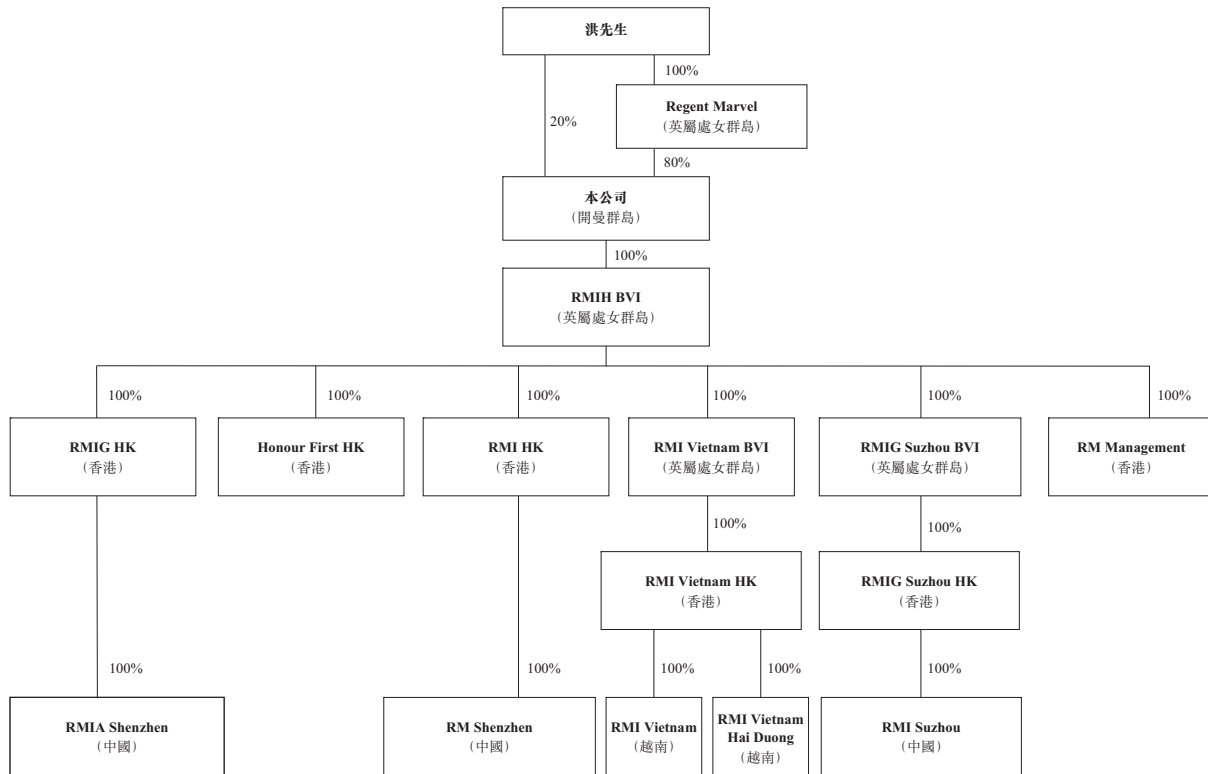 洪先生
100%
Regent Marvel
（英屬處女群島）
20%
80%
本公司
（開曼群島）
100%
RMIH BVI
（英屬處女群島）
100%
100%
100%
100%
100%
100%
RMIG HK
（香港）
Honour First HK
（香港）
RMI HK
（香港）
RMI Vietnam BVI
（英屬處女群島）
RMIG Suzhou BVI
（英屬處女群島）
RM Management
（香港）
100%
100%
RMI Vietnam HK
（香港）
RMIG Suzhou HK
（香港）
100%
100%
100%
100%
100%
RMIA Shenzhen
（中國）
RM Shenzhen
（中國）
RMI Vietnam
（越南）
RMI Vietnam
Hai Duong
（越南）
RMI Suzhou
（中國）